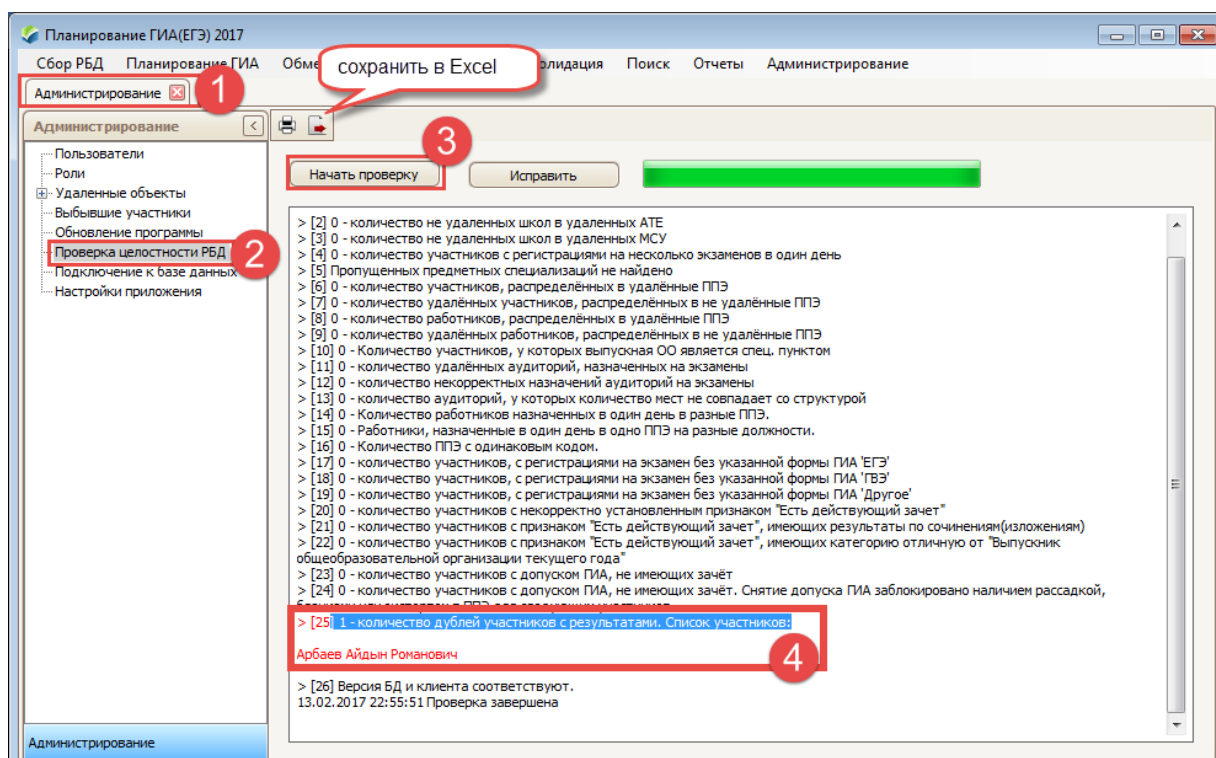 Планирование ГИА(ЕГЭ) 2017
Сбор РБД Планирование ГИА Обме олидация Поиск Отчеты Администрирование
сохранить в Excel
Администрирование 1
Администрирование
Пользователи
Роли
Удаленные объекты
Выбывшие участники
Обновление программы
Проверка целостности РБД 2
Подключение к базе данных
Настройки приложения
Администрирование
3
Начать проверку Исправить
> [2] 0 - количество не удаленных школ в удаленных АТЕ
> [3] 0 - количество не удаленных школ в удаленных МСУ
> [4] 0 - количество участников с регистрациями на несколько экзаменов в один день
> [5] Пропущенных предметных специализаций не найдено
> [6] 0 - количество участников, распределённых в удалённые ППЭ
> [7] 0 - количество удалённых участников, распределённых в не удалённые ППЭ
> [8] 0 - количество работников, распределённых в удалённые ППЭ
> [9] 0 - количество удалённых работников, распределённых в не удалённые ППЭ
> [10] 0 - Количество участников, у которых выпускная ОО является спец. пунктом
> [11] 0 - количество удалённых аудиторий, назначенных на экзамены
> [12] 0 - количество некорректных назначений аудиторий на экзамены
> [13] 0 - количество аудиторий, у которых количество мест не совпадает со структурой
> [14] 0 - Количество работников назначенных в один день в разные ППЭ.
> [15] 0 - Работники, назначенные в один день в одно ППЭ на разные должности.
> [16] 0 - Количество ППЭ с одинаковым кодом.
> [17] 0 - количество участников, с регистрациями на экзамен без указанной формы ГИА 'ЕГЭ'
> [18] 0 - количество участников, с регистрациями на экзамен без указанной формы ГИА 'ГВЭ'
> [19] 0 - количество участников, с регистрациями на экзамен без указанной формы ГИА 'Другое'
> [20] 0 - количество участников с некорректно установленным признаком "Есть действующий зачет"
> [21] 0 - количество участников с признаком "Есть действующий зачет", имеющих результаты по сочинениям(изложениям)
> [22] 0 - количество участников с признаком "Есть действующий зачет", имеющих категорию отличную от "Выпускник
общеобразовательной организации текущего года"
> [23] 0 - количество участников с допуском ГИА, не имеющих зачёт
> [24] 0 - количество участников с допуском ГИА, не имеющих зачёт. Снятие допуска ГИА заблокировано наличием рассадкой,
> [25] 1 - количество дублей участников с результатами. Список участников:
Арбаев Айдын Романович
4
> [26] Версия БД и клиента соответствуют.
13.02.2017 22:55:51 Проверка завершена